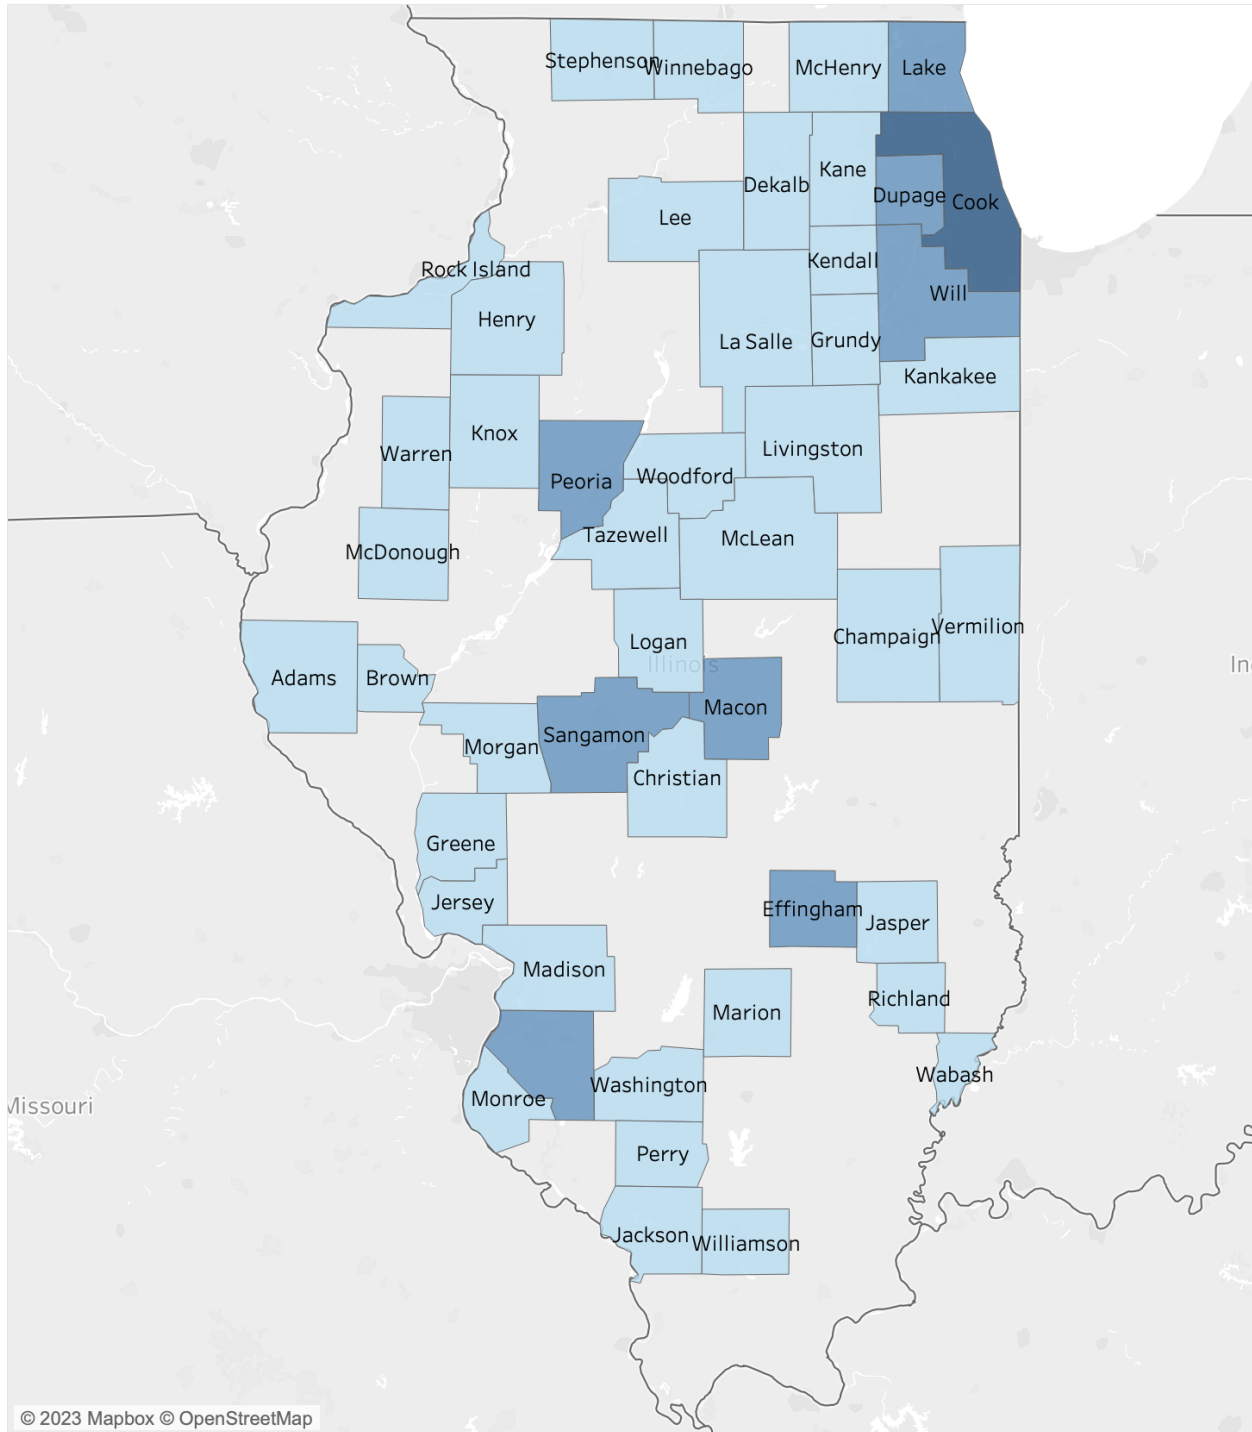 Stephenson
Winnebago
McHenry
Lake
Kane
Dekalb
Dupage
Cook
Lee
Kendall
Rock Island
Will
Henry
La Salle
Grundy
Kankakee
Knox
Livingston
Warren
Woodford
Peoria
Tazewell
McLean
McDonough
Vermilion
Champaign
Logan
Illinois
In
Adams
Brown
Macon
Sangamon
Morgan
Christian
Greene
Jersey
Effingham
Jasper
Madison
Richland
Marion
Wabash
Washington
Monroe
Missouri
Perry
Jackson
Williamson
© 2023 Mapbox © OpenStreetMap